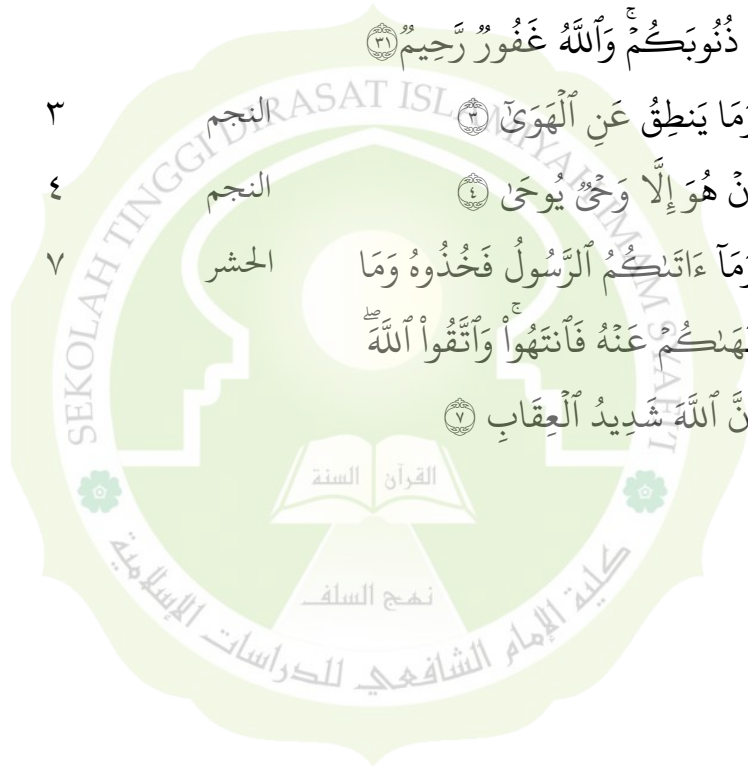 ذُنُوبَكُمْۚ وَٱللَّهُ غَفُورٌ رَّحِيمٌ ٣١
وَمَا يَنطِقُ عَنِ ٱلْهَوَىٰٓ ٣ النجم ٣
إِنْ هُوَ إِلَّا وَحْىٌ يُوحَىٰ ٤ النجم ٤
وَمَآ ءَاتَىٰكُمُ ٱلرَّسُولُ فَخُذُوهُ وَمَا الحشر ٧
نَهَىٰكُمْ عَنْهُ فَٱنتَهُوا۟ۚ وَٱتَّقُوا۟ ٱللَّهَۖ
إِنَّ ٱللَّهَ شَدِيدُ ٱلْعِقَابِ ٧
SEKOLAH TINGGI DIRASAT ISLAMIYAH IMAM SYAFI'I
القرآن السنة
نهج السلف
كلية الإمام الشافعي للدراسات الإسلامية